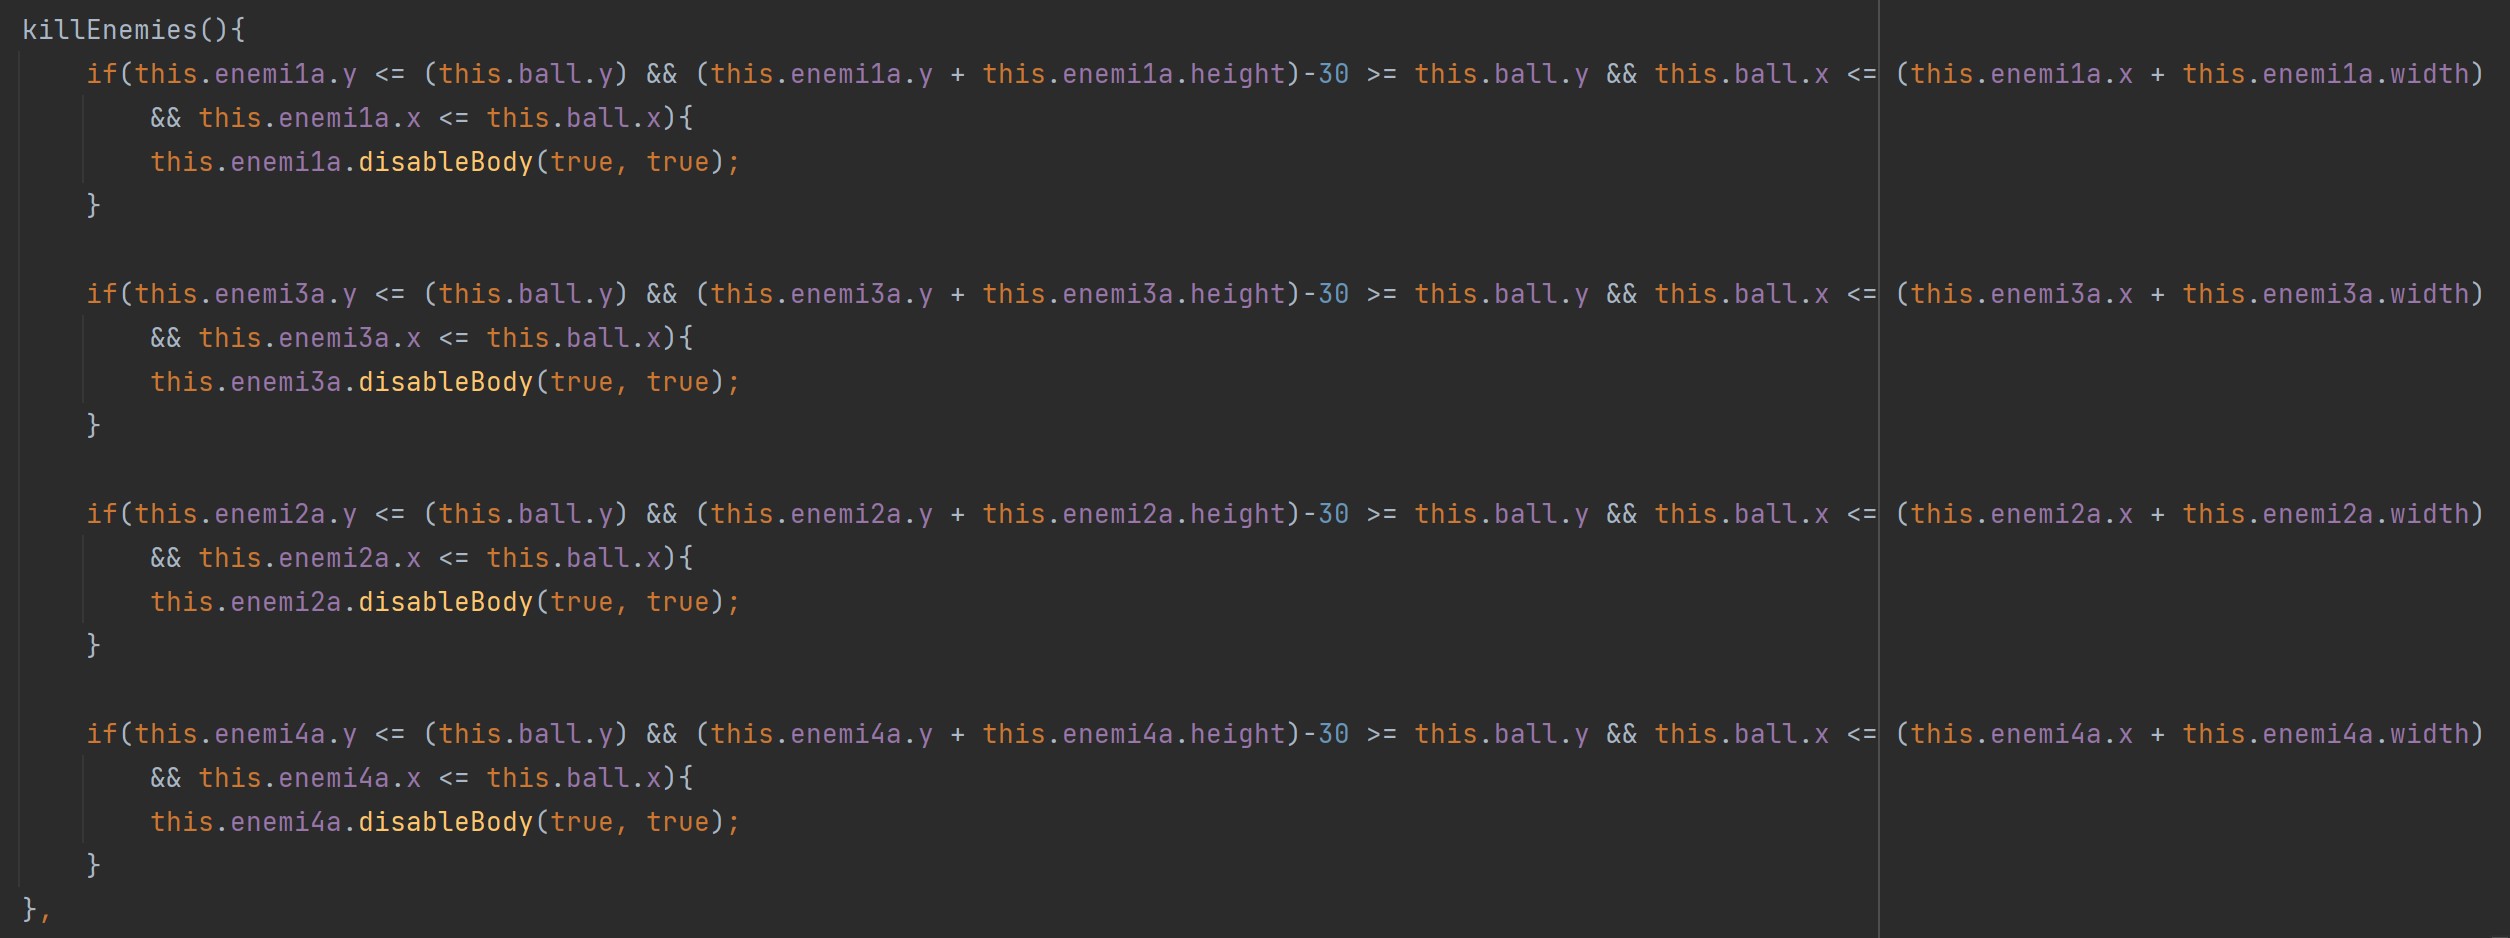 killEnemies(){
if(this.enemi1a.y <= (this.ball.y) && (this.enemi1a.y + this.enemi1a.height)-30 >= this.ball.y && this.ball.x <= (this.enemi1a.x + this.enemi1a.width)
&& this.enemi1a.x <= this.ball.x){
this.enemi1a.disableBody(true, true);
}
if(this.enemi3a.y <= (this.ball.y) && (this.enemi3a.y + this.enemi3a.height)-30 >= this.ball.y && this.ball.x <= (this.enemi3a.x + this.enemi3a.width)
&& this.enemi3a.x <= this.ball.x){
this.enemi3a.disableBody(true, true);
}
if(this.enemi2a.y <= (this.ball.y) && (this.enemi2a.y + this.enemi2a.height)-30 >= this.ball.y && this.ball.x <= (this.enemi2a.x + this.enemi2a.width)
&& this.enemi2a.x <= this.ball.x){
this.enemi2a.disableBody(true, true);
}
if(this.enemi4a.y <= (this.ball.y) && (this.enemi4a.y + this.enemi4a.height)-30 >= this.ball.y && this.ball.x <= (this.enemi4a.x + this.enemi4a.width)
&& this.enemi4a.x <= this.ball.x){
this.enemi4a.disableBody(true, true);
}
},